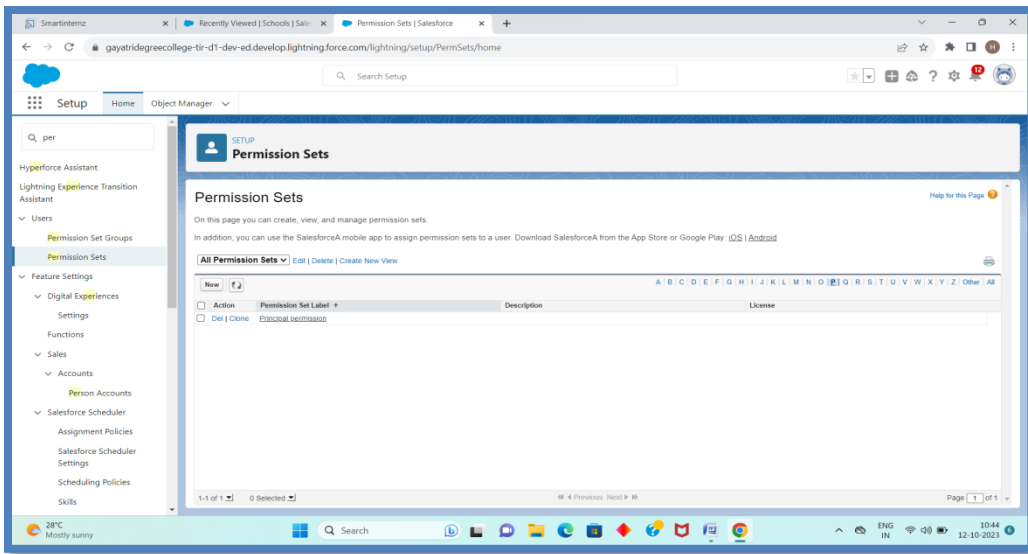 Smartinternz
Recently Viewed | Schools | Sale
Permission Sets | Salesforce
gayatridegreecollege-tir-d1-dev-ed.develop.lightning.force.com/lightning/setup/PermSets/home
H
Search Setup
12
Setup
Home
Object Manager
per
Hyperforce Assistant
Lightning Experience Transition
Assistant
Users
Permission Set Groups
Permission Sets
Feature Settings
Digital Experiences
Settings
Functions
Sales
Accounts
Person Accounts
Salesforce Scheduler
Assignment Policies
Salesforce Scheduler
Settings
Scheduling Policies
Skills
SETUP
Permission Sets
Permission Sets
Help for this Page
On this page you can create, view, and manage permission sets.
In addition, you can use the SalesforceA mobile app to assign permission sets to a user. Download SalesforceA from the App Store or Google Play: iOS | Android
All Permission Sets Edit | Delete | Create New View
New
A | B | C | D | E | F | G | H | I | J | K | L | M | N | O | P | Q | R | S | T | U | V | W | X | Y | Z | Other | All
Action Permission Set Label Description License
Del | Clone Principal permission
1-1 of 1 0 Selected Previous Next Page 1 of 1
28°C
Mostly sunny
Search
ENG
IN
10:44
12-10-2023
6